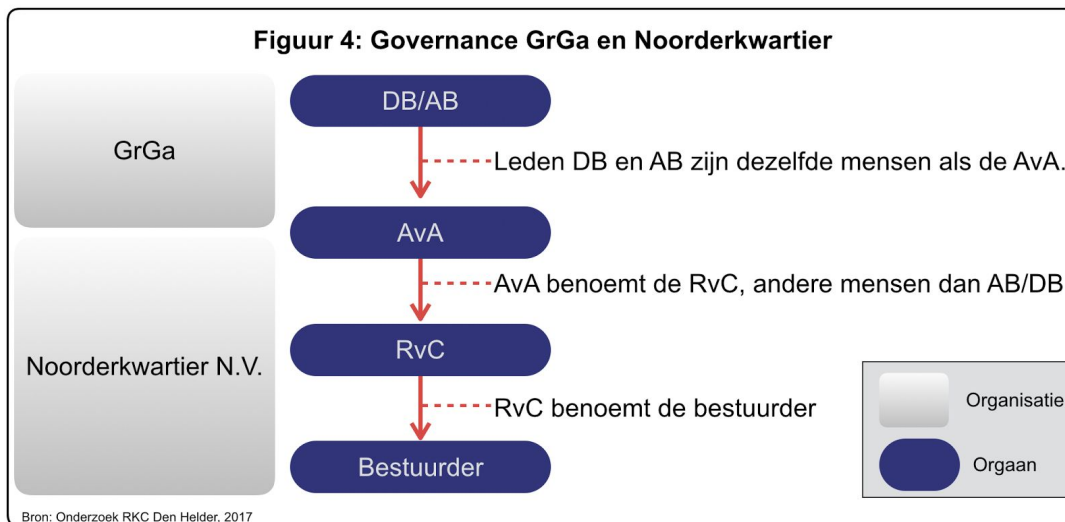 Figuur 4: Governance GrGa en Noorderkwartier
GrGa
DB/AB
Leden DB en AB zijn dezelfde mensen als de AvA.
AvA
AvA benoemt de RvC, andere mensen dan AB/DB
Noorderkwartier N.V.
RvC
RvC benoemt de bestuurder
Bestuurder
Organisatie
Orgaan
Bron: Onderzoek RKC Den Helder, 2017